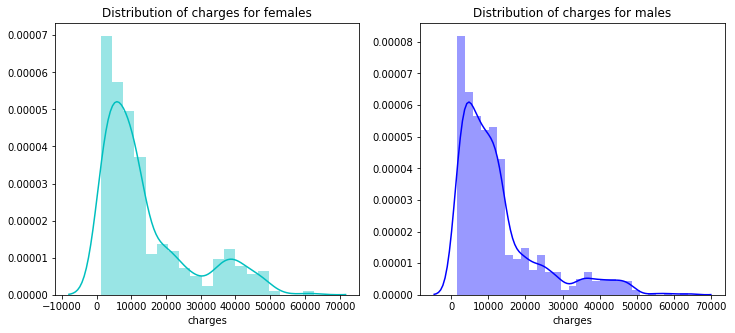 Distribution of charges for females
0.00007
0.00006
0.00005
0.00004
0.00003
0.00002
0.00001
0.00000
−10000 0 10000 20000 30000 40000 50000 60000 70000
charges
Distribution of charges for males
0.00008
0.00007
0.00006
0.00005
0.00004
0.00003
0.00002
0.00001
0.00000
0 10000 20000 30000 40000 50000 60000 70000
charges